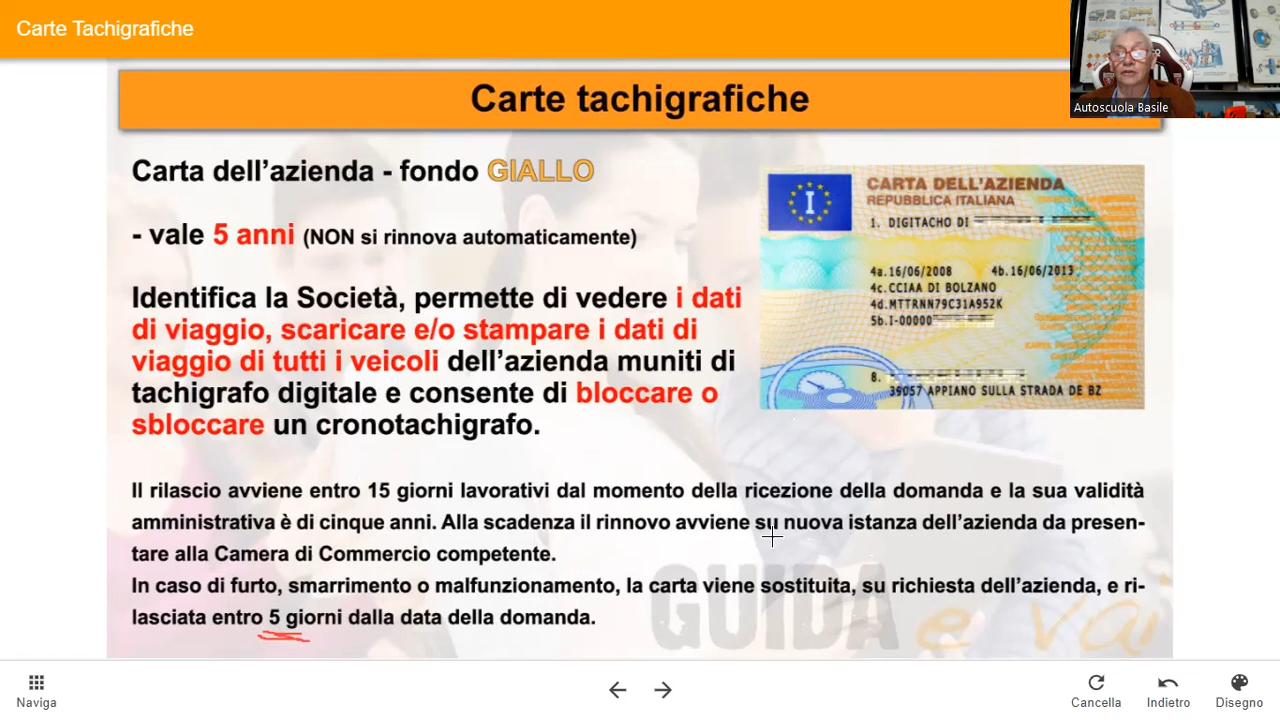 Carte Tachigrafiche
Autoscuola Basile
Carte tachigrafiche
Carta dell'azienda - fondo GIALLO
- vale 5 anni (NON si rinnova automaticamente)
Identifica la Società, permette di vedere i dati
di viaggio, scaricare e/o stampare i dati di
viaggio di tutti i veicoli dell'azienda muniti di
tachigrafo digitale e consente di bloccare o
sbloccare un cronotachigrafo.
I
CARTA DELL'AZIENDA
REPUBBLICA ITALIANA
1. DIGITACHO DI
4a.16/06/2008 4b.16/06/2013
4c.CCIAA DI BOLZANO
4d.MTTRNN79C31A952K
5b.I-00000
8.
39057 APPIANO SULLA STRADA DE BZ
Il rilascio avviene entro 15 giorni lavorativi dal momento della ricezione della domanda e la sua validità
amministrativa è di cinque anni. Alla scadenza il rinnovo avviene su nuova istanza dell'azienda da presen-
tare alla Camera di Commercio competente.
In caso di furto, smarrimento o malfunzionamento, la carta viene sostituita, su richiesta dell'azienda, e ri-
lasciata entro 5 giorni dalla data della domanda.
GUIDA e vai
Naviga
Cancella
Indietro
Disegno